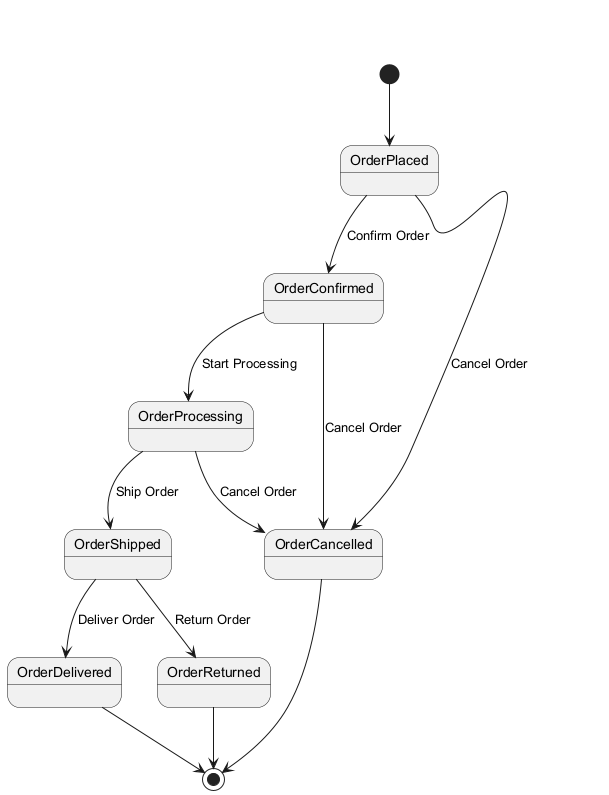 OrderPlaced
Confirm Order
OrderConfirmed
Start Processing
Cancel Order
OrderProcessing
Cancel Order
Ship Order
Cancel Order
OrderShipped
OrderCancelled
Deliver Order
Return Order
OrderDelivered
OrderReturned